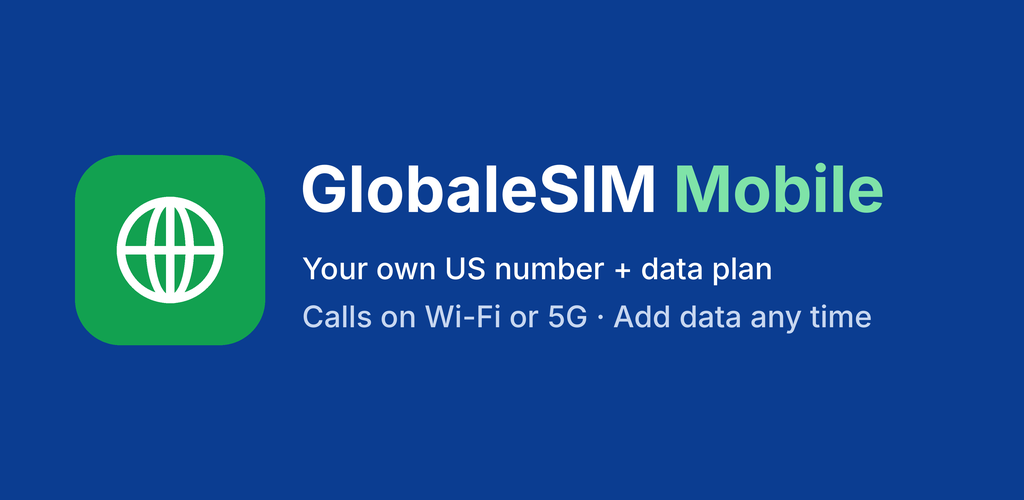 GlobaleSIM Mobile
Your own US number + data plan
Calls on Wi-Fi or 5G · Add data any time